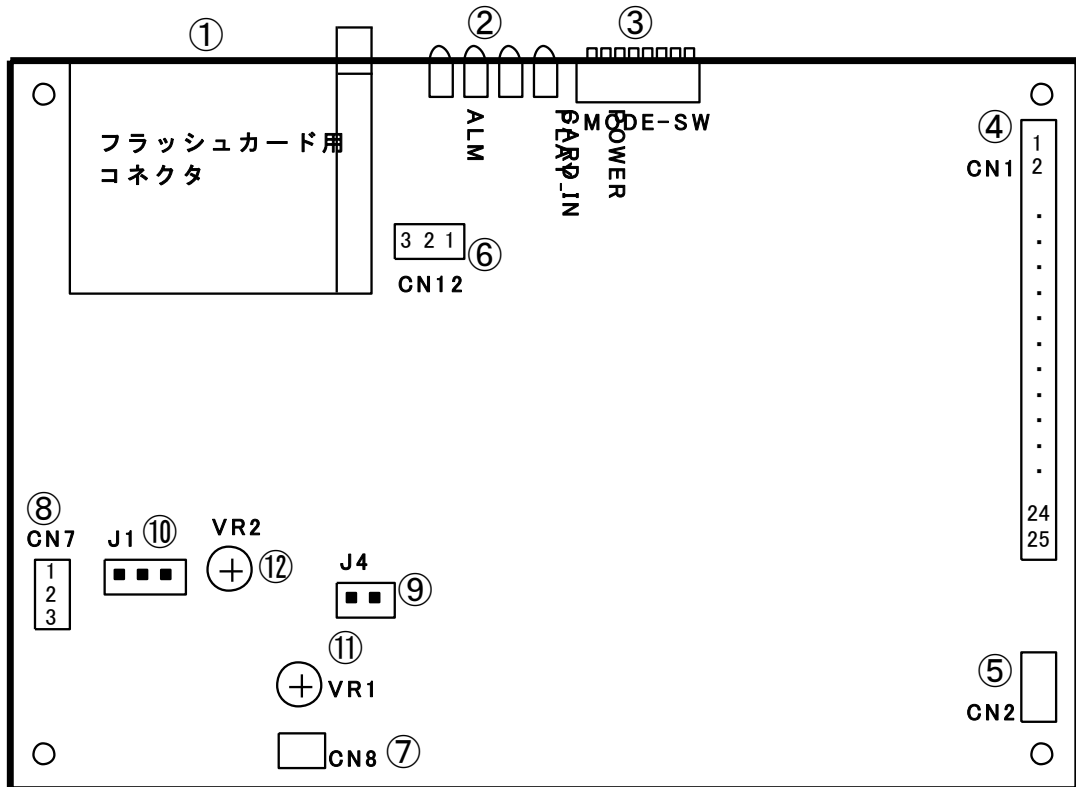 ①
②
③
フラッシュカード用
コネクタ
ALM
PLAY
CARD_IN
POWER
MODE-SW
④
CN1
1
2
.
.
.
.
.
.
.
.
.
.
.
24
25
3 2 1
⑥
CN12
⑧
CN7
1
2
3
J1 ⑩
VR2
⑫
J4
⑨
⑪
VR1
⑤
CN2
CN8 ⑦